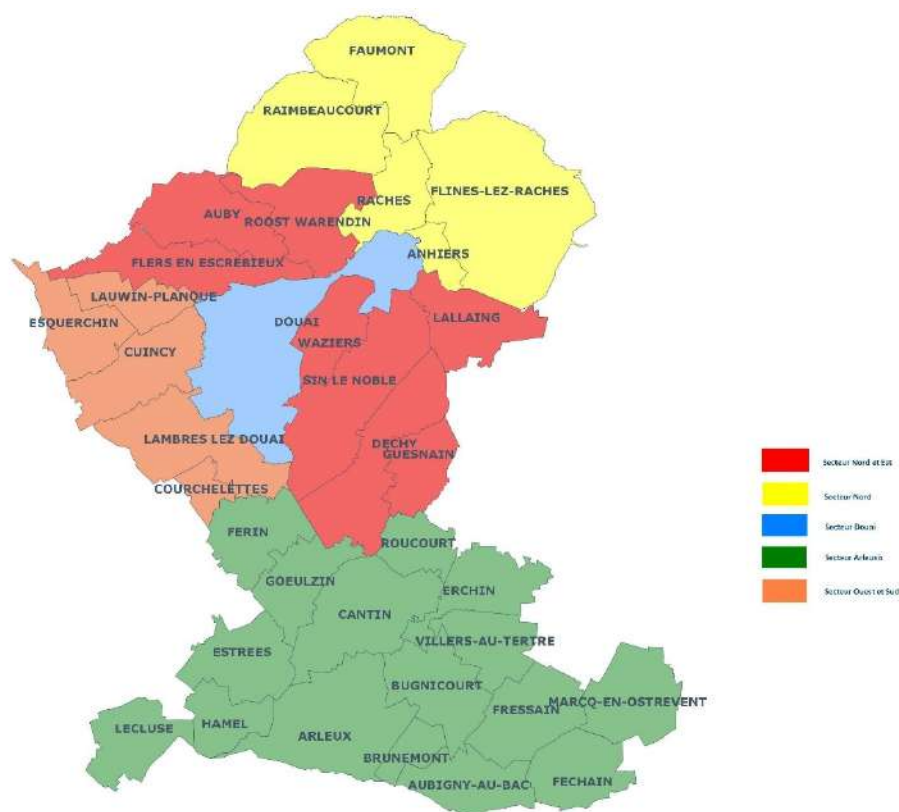 FAUMONT
RAIMBEAUCOURT
FLINES-LEZ-RACHES
RACHES
AUBY
ROOST WARENDIN
ANHIERS
FLERS EN ESCREBIEUX
LAUWIN-PLANQUE
ESQUERCHIN
DOUAI
LALLAING
WAZIERS
CUINCY
SIN LE NOBLE
LAMBRES LEZ DOUAI
DECHY
GUESNAIN
COURCHELETTES
FERIN
ROUCOURT
GOEULZIN
ERCHIN
CANTIN
VILLERS-AU-TERTRE
ESTREES
BUGNICOURT
MARCQ-EN-OSTREVENT
FRESSAIN
HAMEL
LECLUSE
ARLEUX
BRUNEMONT
AUBIGNY-AU-BAC
FECHAIN
Secteur Nord et Est
Secteur Nord
Secteur Douai
Secteur Arleusis
Secteur Ouest et Sud